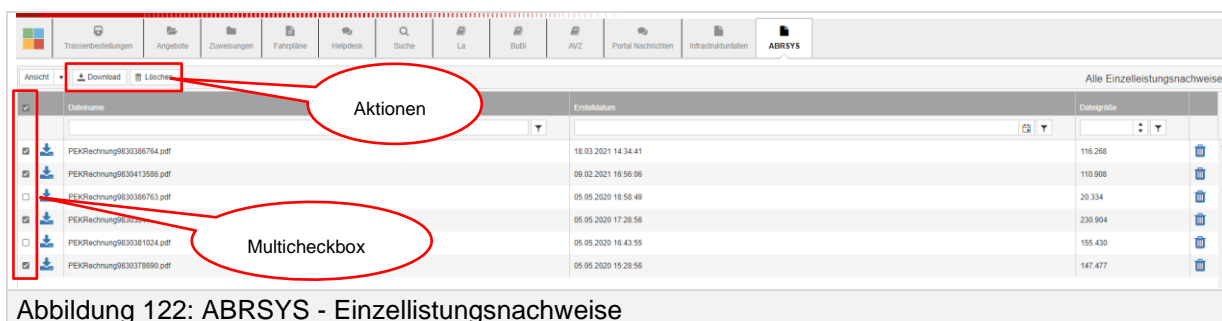 Trassenbestellungen Angebote Zuweisungen Fahrpläne Helpdesk Suche La BuBi AVZ Portal Nachrichten Infrastrukturdaten ABRSYS
Ansicht Download Löschen Alle Einzelleistungsnachweise
Aktionen
Dateiname Erstelldatum Dateigröße
PEKRechnung9830386764.pdf 18.03.2021 14:34:41 116.268
PEKRechnung9830413586.pdf 09.02.2021 16:56:06 110.908
PEKRechnung9830386763.pdf 05.05.2020 18:58:49 20.334
05.05.2020 17:28:56 230.904
PEKRechnung9830381024.pdf 05.05.2020 16:43:55 155.430
PEKRechnung9830378690.pdf 05.05.2020 15:28:56 147.477
Multicheckbox
Abbildung 122: ABRSYS - Einzellistungsnachweise